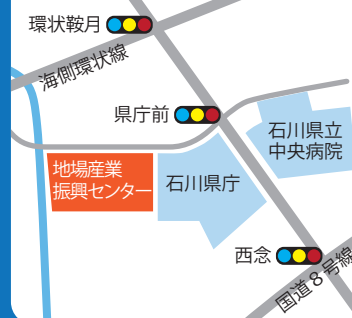 環状鞍月
海側環状線
県庁前
石川県立
中央病院
地場産業
振興センター
石川県庁
西念
国道8号線